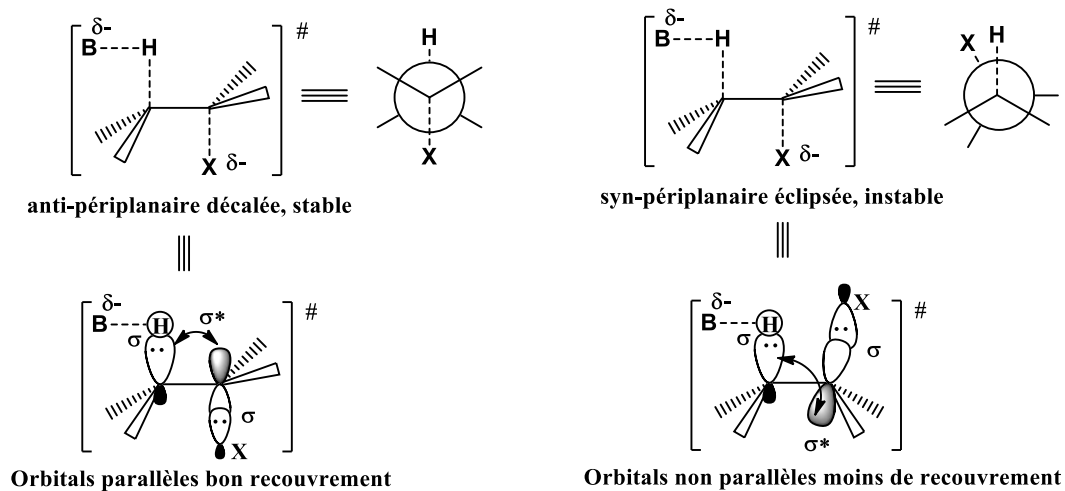 δ-
B H
#
H
X δ-
X
anti-périplanaire décalée, stable
δ-
B H
#
X H
X δ-
syn-périplanaire éclipsée, instable
δ-
B H
#
σ*
σ
σ
X
Orbitals parallèles bon recouvrement
δ-
B H
#
X
σ
σ
σ*
Orbitals non parallèles moins de recouvrement